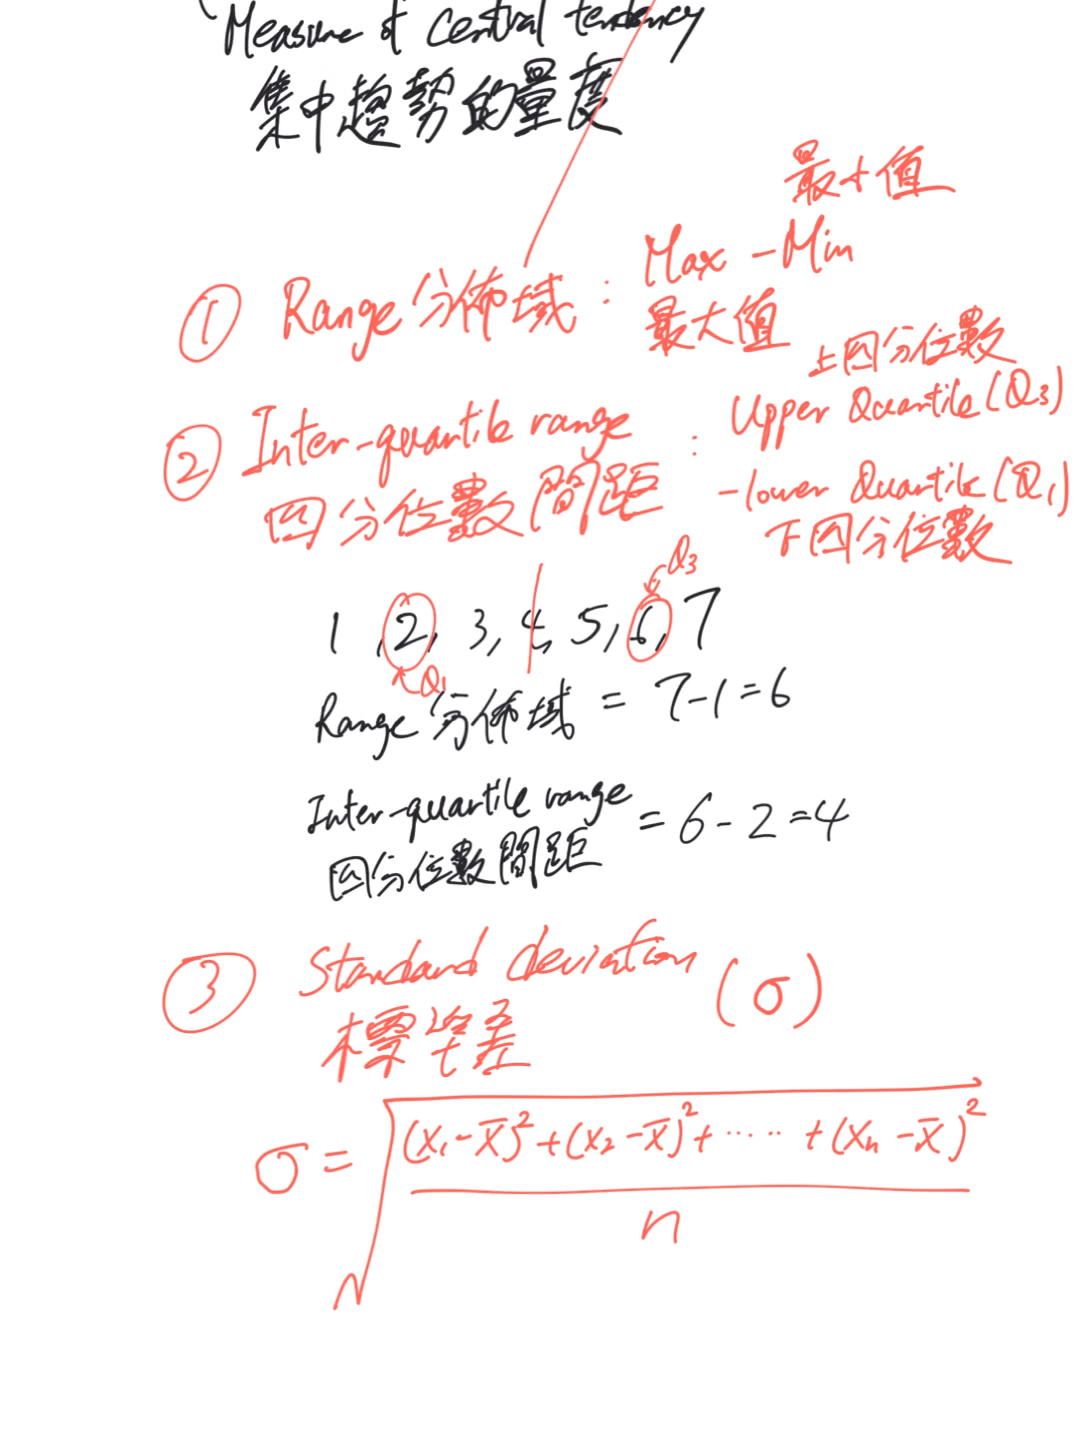 Measure of central tendency
集中趨勢的量度
最小值
① Range 分佈域 : Max - Min
最大值
上四分位數
② Inter-quartile range : Upper Quartile (Q3)
四分位數間距 - lower Quartile (Q1)
下四分位數
Q3
1, 2, 3, 4, 5, 6, 7
Q1
Range 分佈域 = 7-1=6
Inter-quartile range = 6-2=4
四分位數間距
③ Standard deviation (σ)
標準差
σ = √((x1-x̄)²+(x2-x̄)²+ ······ +(xn-x̄)²
n